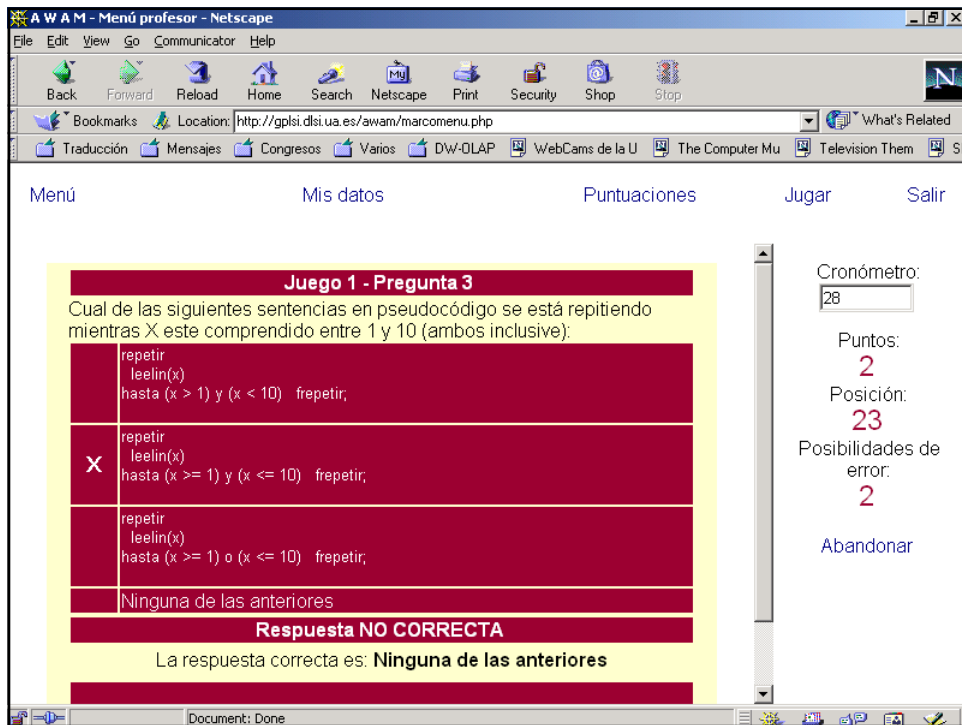 A W A M - Menú profesor - Netscape
File Edit View Go Communicator Help
Back Forward Reload Home Search Netscape Print Security Shop Stop
My
N
Bookmarks Location: http://gplsi.dlsi.ua.es/awam/marcomenu.php What's Related
Traducción Mensajes Congresos Varios DW-OLAP WebCams de la U The Computer Mu Television Them S
Menú Mis datos Puntuaciones Jugar Salir
Juego 1 - Pregunta 3
Cual de las siguientes sentencias en pseudocódigo se está repitiendo
mientras X este comprendido entre 1 y 10 (ambos inclusive):
repetir
leelin(x)
hasta (x > 1) y (x < 10) frepetir;
X
repetir
leelin(x)
hasta (x >= 1) y (x <= 10) frepetir;
repetir
leelin(x)
hasta (x >= 1) o (x <= 10) frepetir;
Ninguna de las anteriores
Respuesta NO CORRECTA
La respuesta correcta es: Ninguna de las anteriores
Cronómetro:
28
Puntos:
2
Posición:
23
Posibilidades de
error:
2
Abandonar
Document: Done